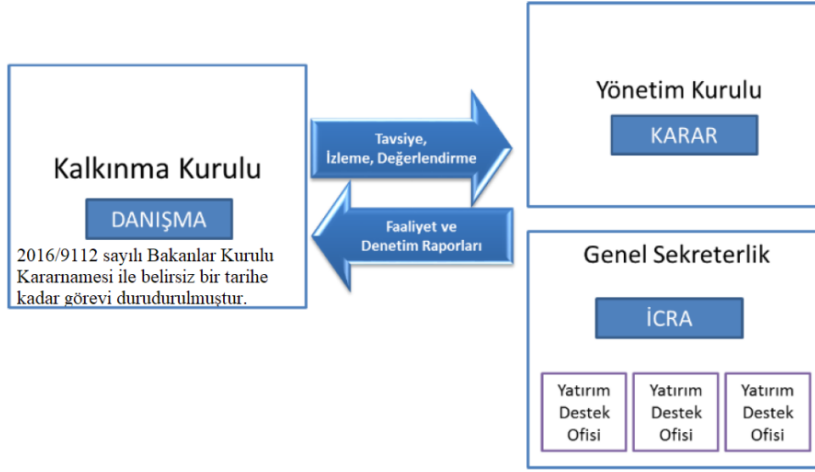 Kalkınma Kurulu
DANIŞMA
2016/9112 sayılı Bakanlar Kurulu
Kararnamesi ile belirsiz bir tarihe
kadar görevi durudurulmuştur.
Tavsiye,
İzleme, Değerlendirme
Faaliyet ve
Denetim Raporları
Yönetim Kurulu
KARAR
Genel Sekreterlik
İCRA
Yatırım
Destek
Ofisi
Yatırım
Destek
Ofisi
Yatırım
Destek
Ofisi